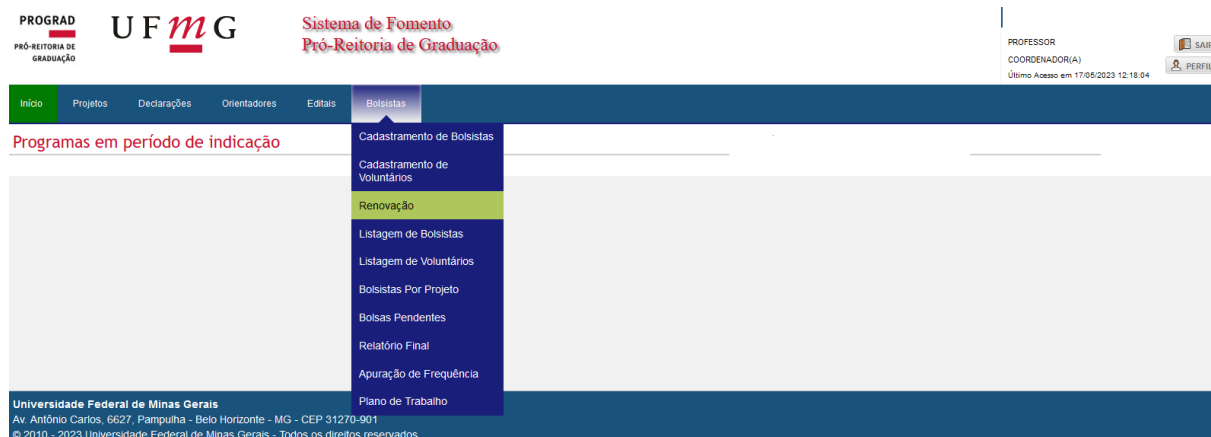 PROGRAD
PRÓ-REITORIA DE
GRADUAÇÃO
UFmG
Sistema de Fomento
Pró-Reitoria de Graduação
PROFESSOR
COORDENADOR(A)
Último Acesso em 17/05/2023 12:18:04
SAIR
PERFIL
Início Projetos Declarações Orientadores Editais Bolsistas
Programas em período de indicação
Cadastramento de Bolsistas
Cadastramento de
Voluntários
Renovação
Listagem de Bolsistas
Listagem de Voluntários
Bolsistas Por Projeto
Bolsas Pendentes
Relatório Final
Apuração de Frequência
Plano de Trabalho
Universidade Federal de Minas Gerais
Av. Antônio Carlos, 6627, Pampulha - Belo Horizonte - MG - CEP 31270-901
© 2010 - 2023 Universidade Federal de Minas Gerais - Todos os direitos reservados